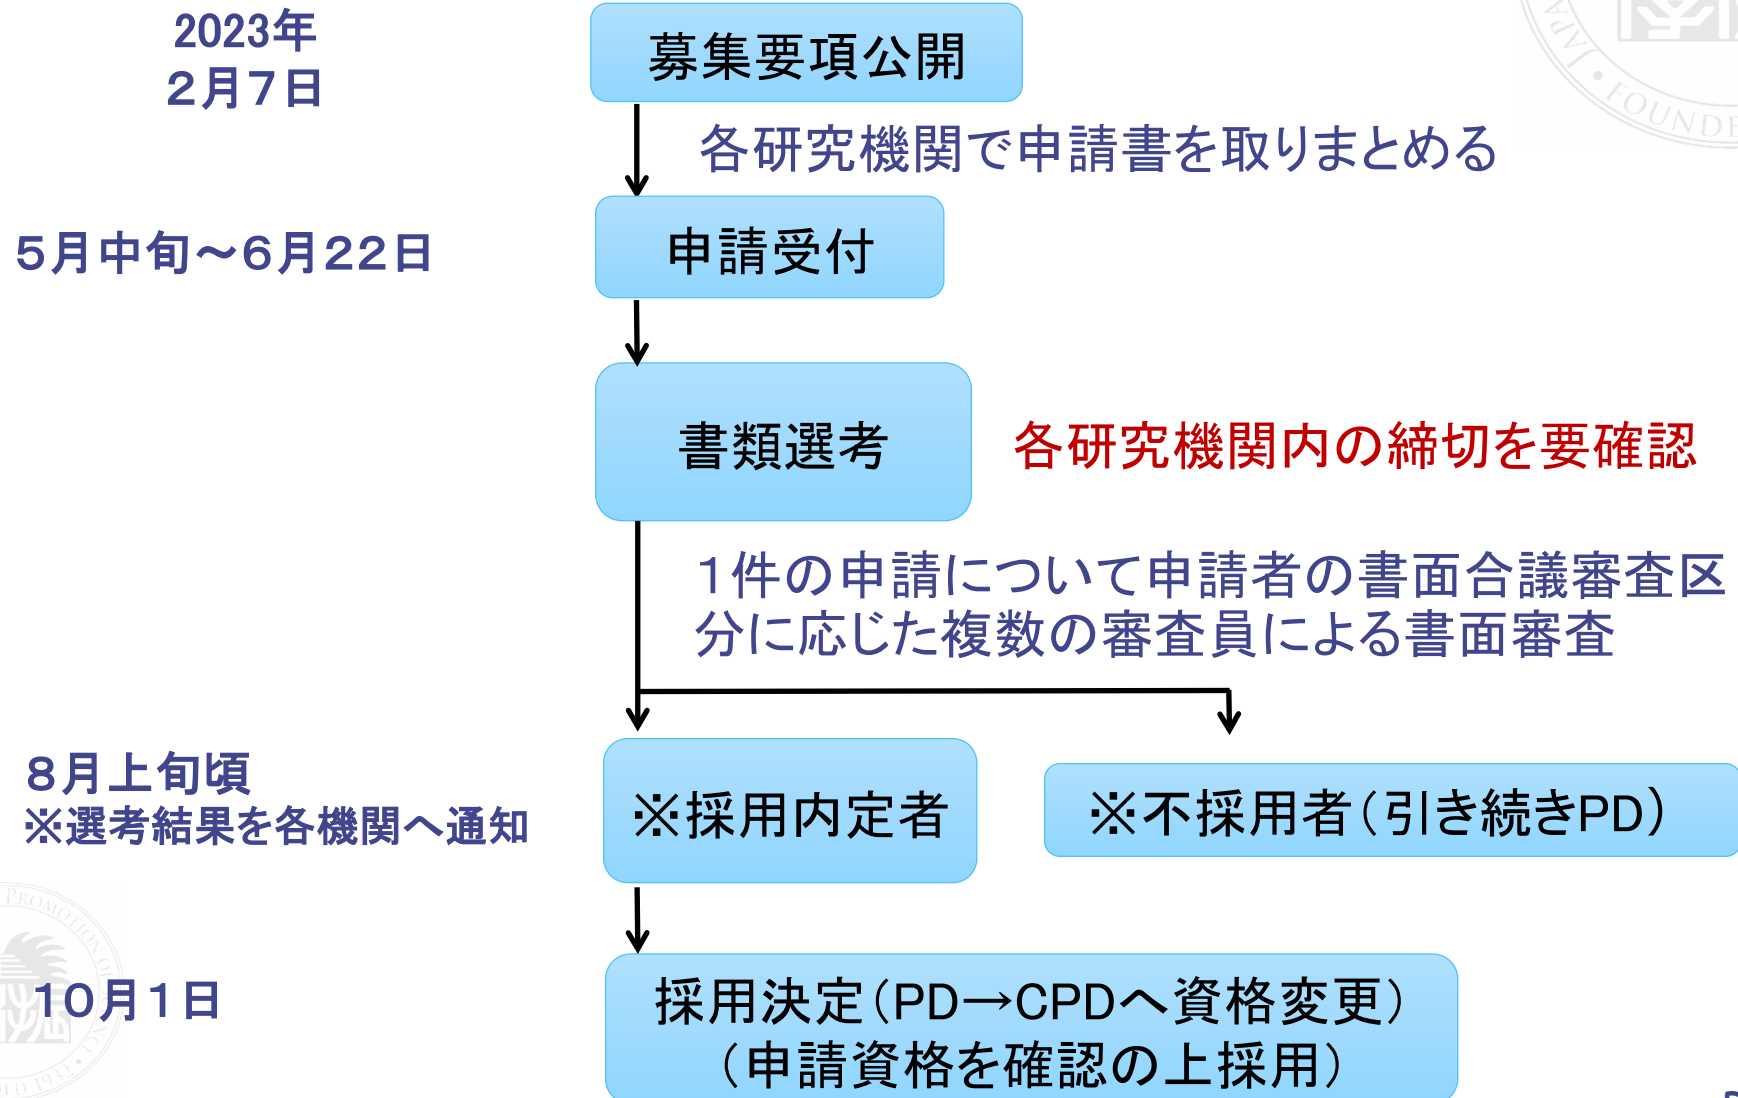 2023年
２月７日
募集要項公開
各研究機関で申請書を取りまとめる
５月中旬～６月２２日
申請受付
書類選考
各研究機関内の締切を要確認
１件の申請について申請者の書面合議審査区
分に応じた複数の審査員による書面審査
８月上旬頃
※選考結果を各機関へ通知
※採用内定者
※不採用者（引き続きPD）
１０月１日
採用決定（PD→CPDへ資格変更）
（申請資格を確認の上採用）